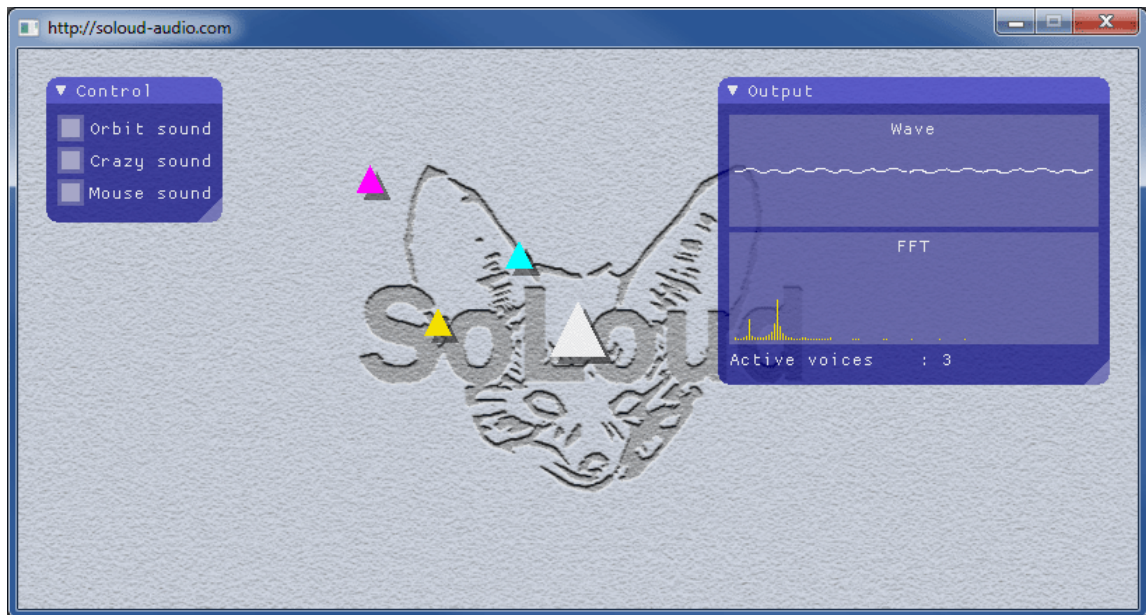 http://soloud-audio.com
Control
Orbit sound
Crazy sound
Mouse sound
Output
Wave
FFT
Active voices : 3
SoLoud